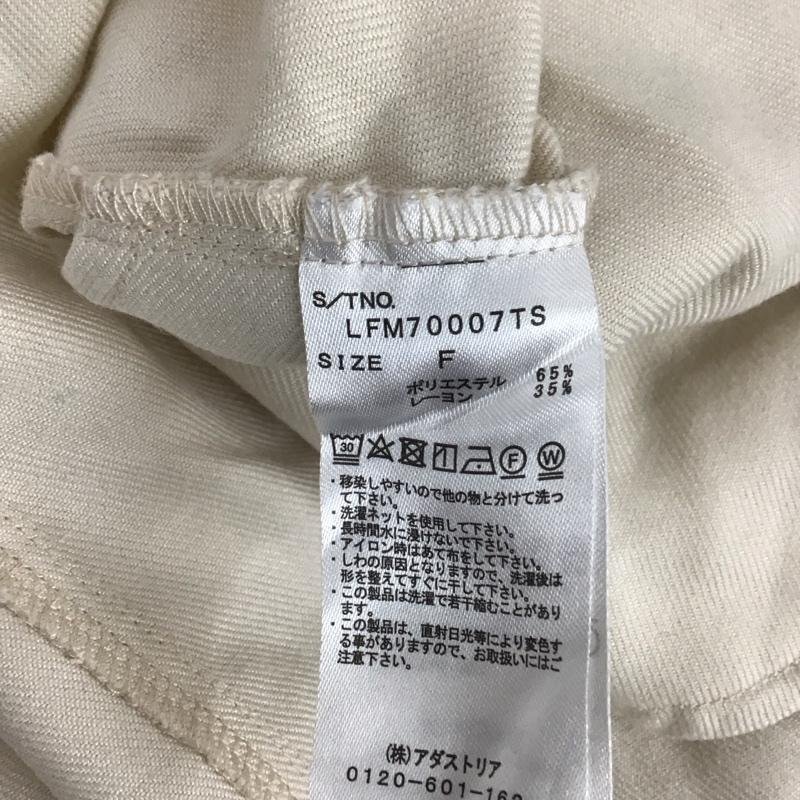 S/TNO.
LFM70007TS
SIZE F
ポリエステル 65%
レーヨン 35%
30 F W
・移染しやすいので他の物と分けて洗っ
て下さい。
・洗濯ネットを使用して下さい。
・長時間水に浸けないで下さい。
・アイロン時はあて布をして下さい。
・しわの原因となりますので、洗濯後は
形を整えてすぐに干して下さい。
・この製品は洗濯で若干縮むことがあり
ます。
・この製品は、直射日光等により変色す
る事がありますので、お取扱いにはご
注意下さい。
(株)アダストリア
0120-601-16